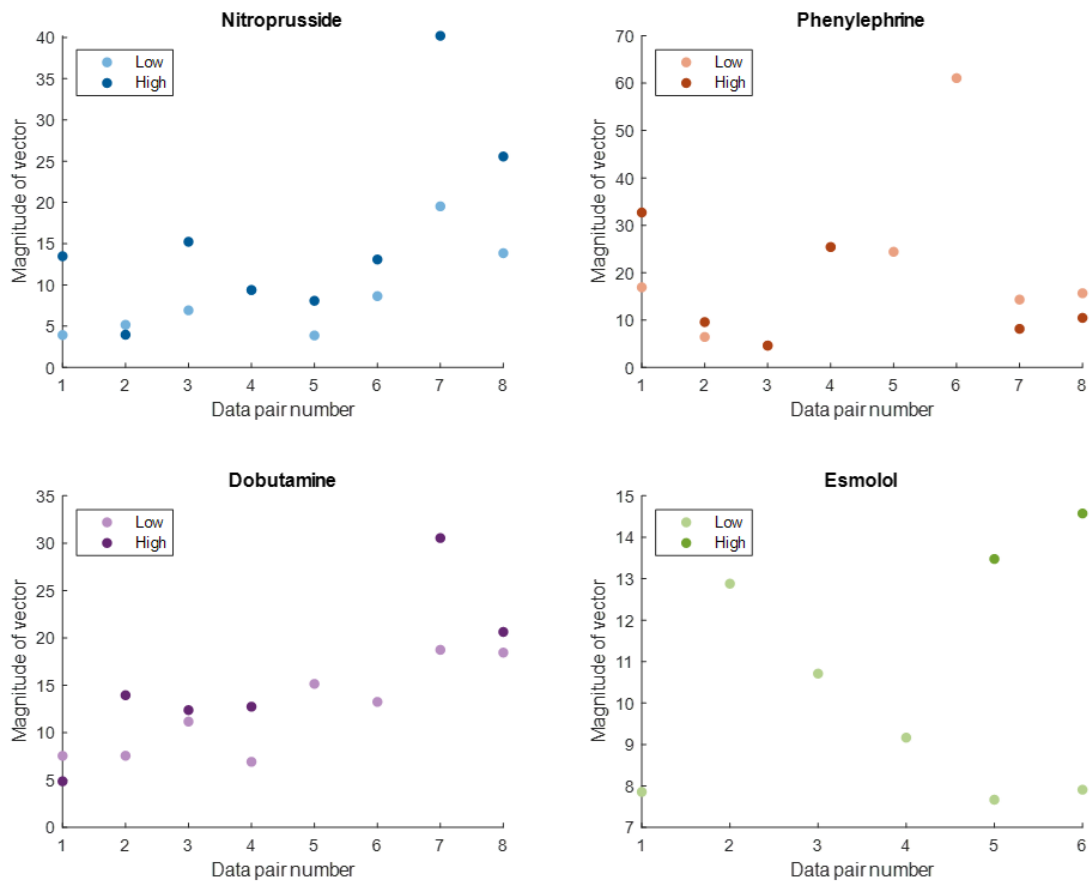 Nitroprusside
Low
High
Magnitude of vector
40
35
30
25
20
15
10
5
0
1 2 3 4 5 6 7 8
Data pair number
Phenylephrine
Low
High
Magnitude of vector
70
60
50
40
30
20
10
0
1 2 3 4 5 6 7 8
Data pair number
Dobutamine
Low
High
Magnitude of vector
35
30
25
20
15
10
5
0
1 2 3 4 5 6 7 8
Data pair number
Esmolol
Low
High
Magnitude of vector
15
14
13
12
11
10
9
8
7
1 2 3 4 5 6
Data pair number